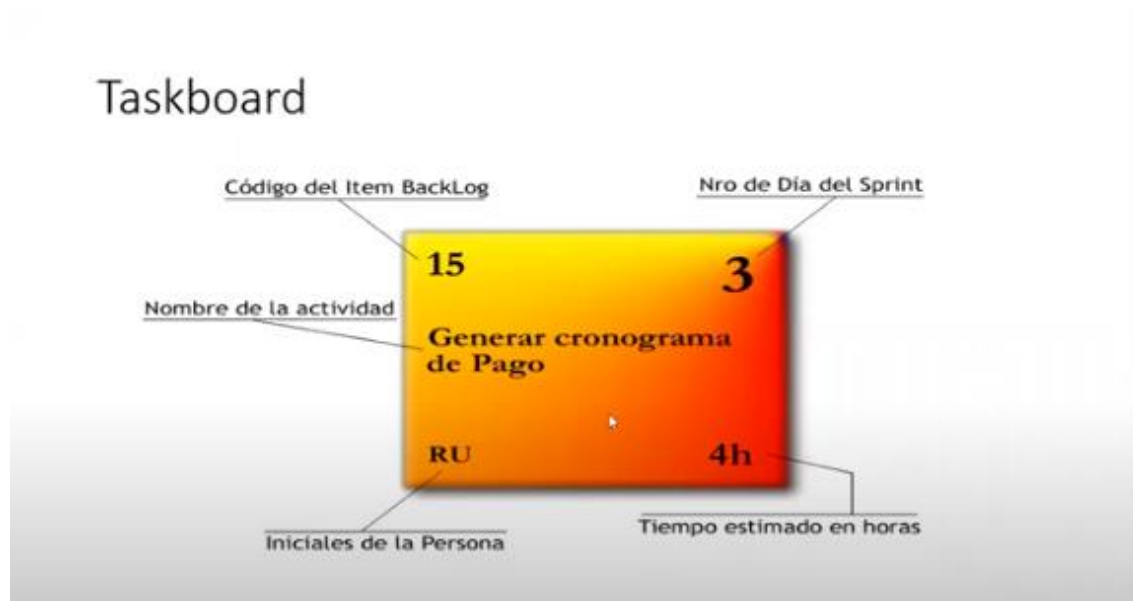 Taskboard
Código del Item BackLog
Nro de Día del Sprint
15
3
Nombre de la actividad
Generar cronograma
de Pago
RU
4h
Iniciales de la Persona
Tiempo estimado en horas